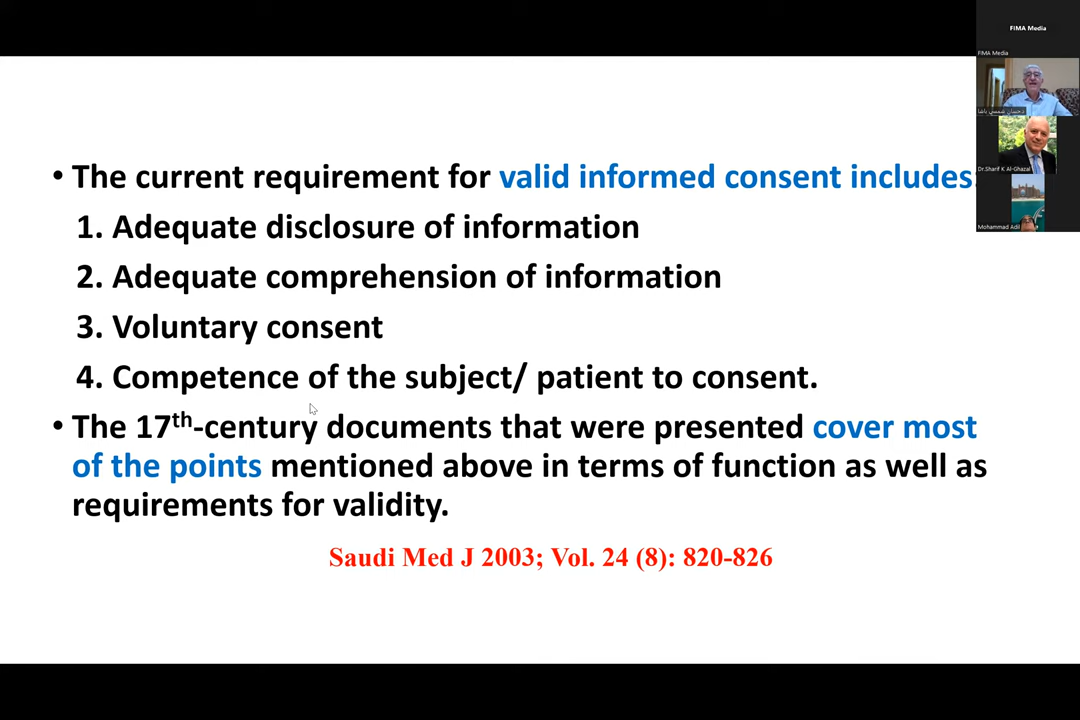 FIMA Media
FIMA Media
د.حسان شمسي باشا
Dr.Sharif K Al-Ghazal
Mohammad Adil
• The current requirement for valid informed consent includes:
1. Adequate disclosure of information
2. Adequate comprehension of information
3. Voluntary consent
4. Competence of the subject/ patient to consent.
• The 17th-century documents that were presented cover most
of the points mentioned above in terms of function as well as
requirements for validity.
Saudi Med J 2003; Vol. 24 (8): 820-826